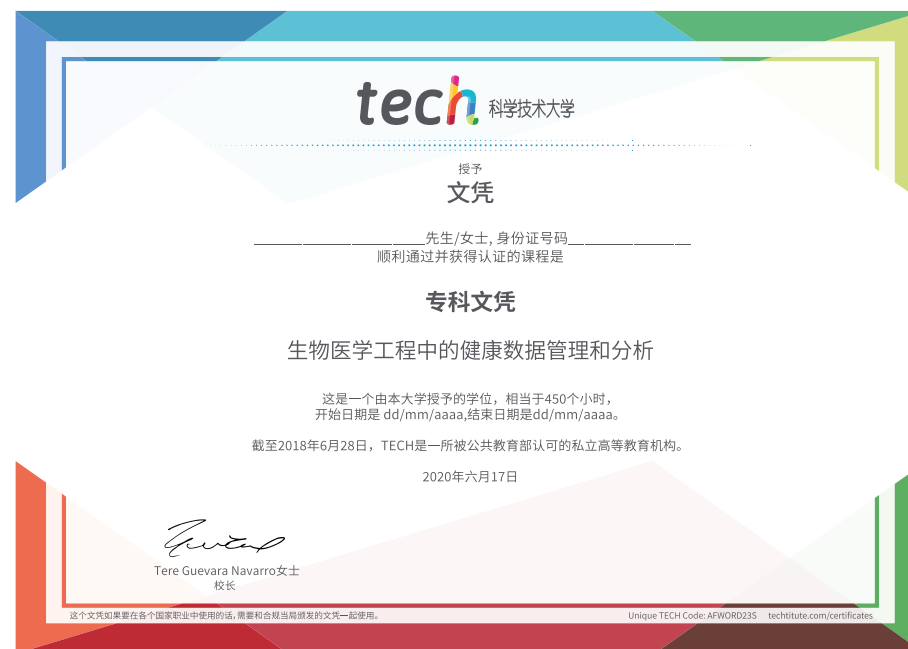 tech 科学技术大学
授予
文凭
______________________先生/女士, 身份证号码_______________
顺利通过并获得认证的课程是
专科文凭
生物医学工程中的健康数据管理和分析
这是一个由本大学授予的学位，相当于450个小时，
开始日期是 dd/mm/aaaa,结束日期是dd/mm/aaaa。
截至2018年6月28日，TECH是一所被公共教育部认可的私立高等教育机构。
2020年六月17日
Tere Guevara Navarro女士
校长
这个文凭如果要在各个国家职业中使用的话,需要和合规当局颁发的文凭一起使用。
Unique TECH Code: AFWORD23S techtitute.com/certificates